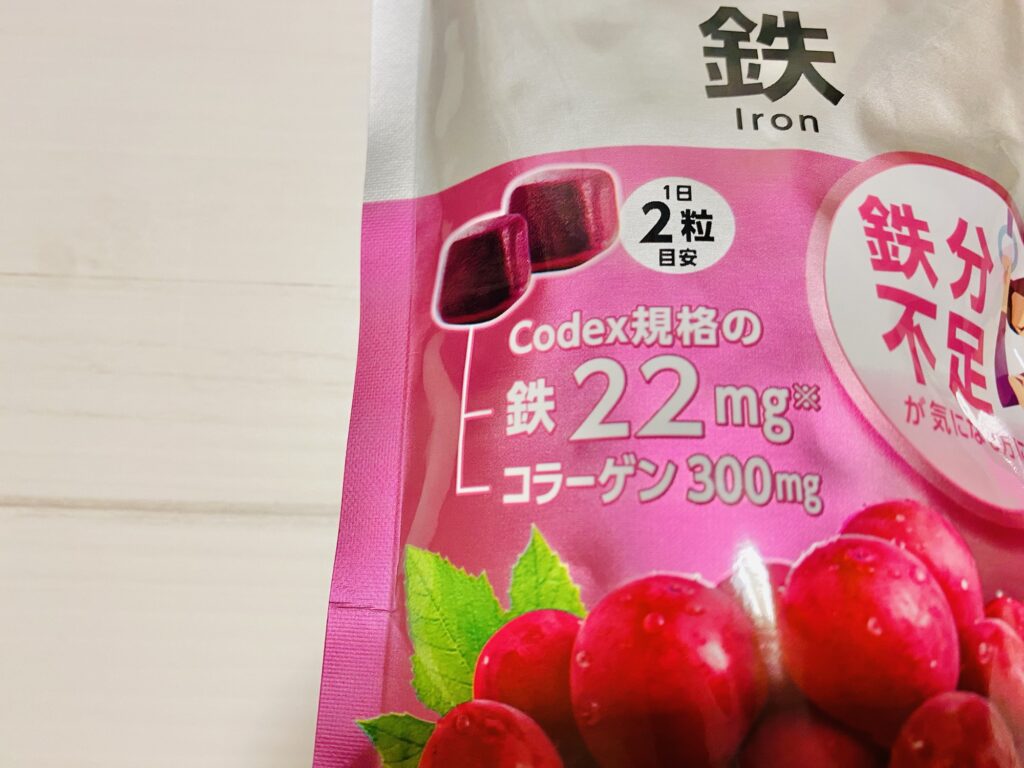 鉄
Iron
1日
2粒
目安
Codex規格の
鉄 22mg※
コラーゲン 300mg
鉄分
不足
が気にな